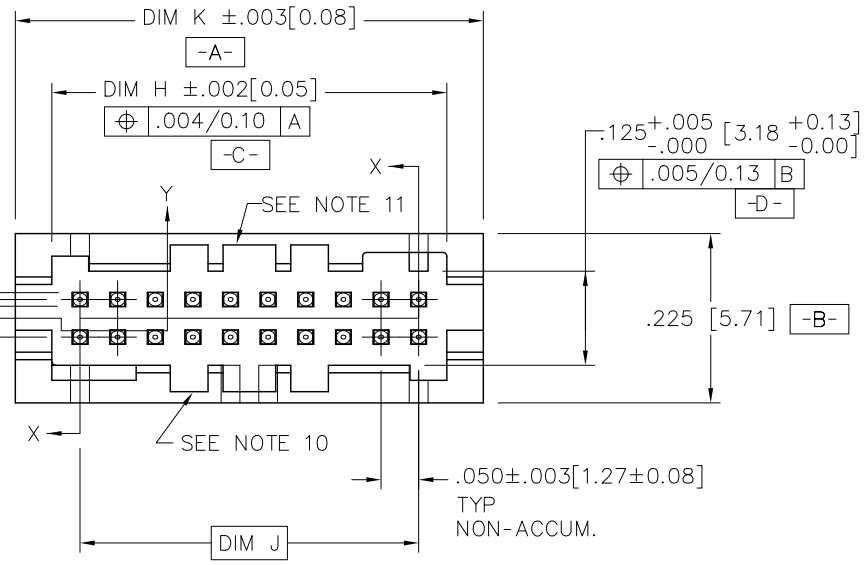 DIM K ±.003[0.08]
-A-
DIM H ±.002[0.05]
⌖ .004/0.10 A
-C-
X
.125 +.005 -.000 [3.18 +0.13 -0.00]
⌖ .005/0.13 B
-D-
Y
SEE NOTE 11
.225 [5.71] -B-
X
SEE NOTE 10
.050±.003[1.27±0.08]
TYP
NON-ACCUM.
DIM J